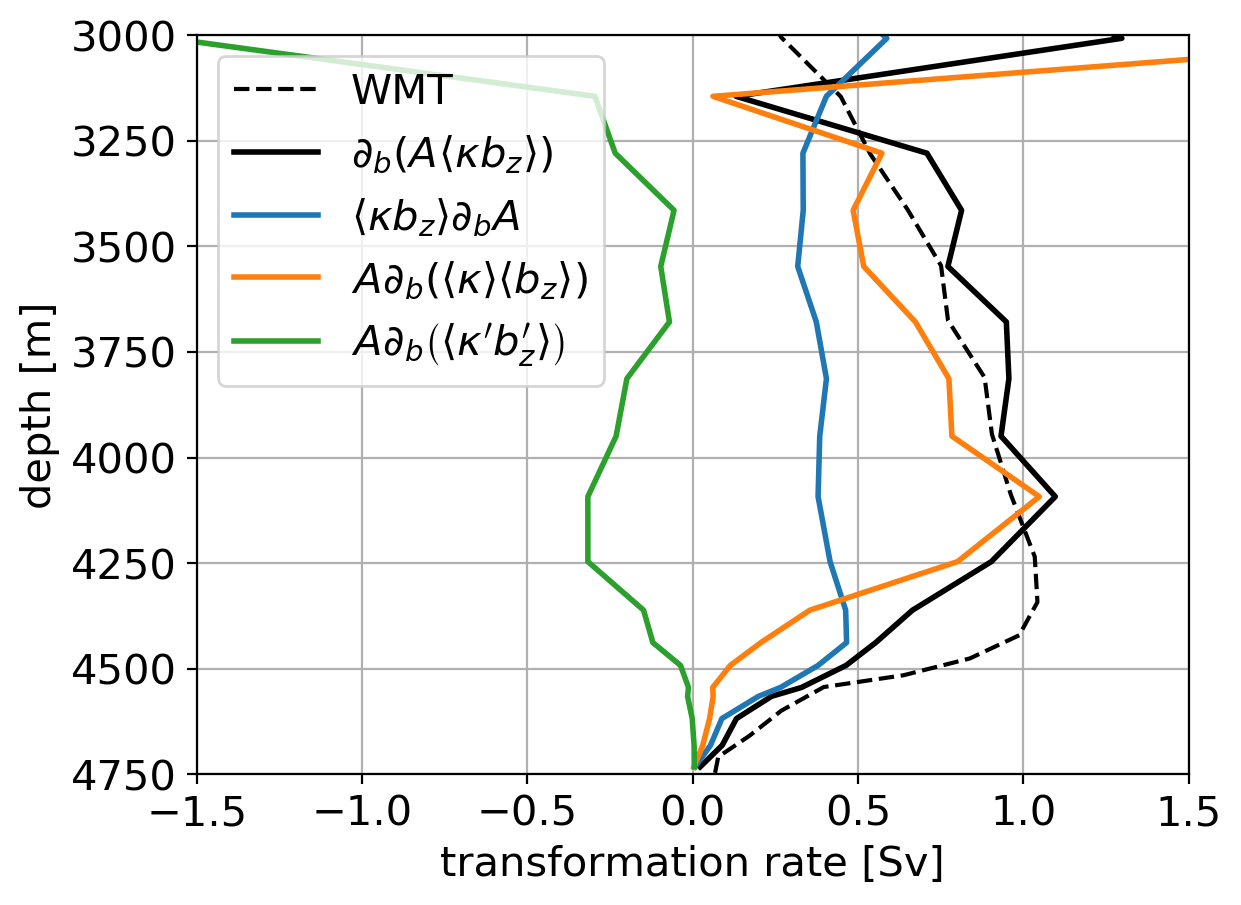 3000
3250
3500
3750
4000
4250
4500
4750
depth [m]
WMT
∂_b(A⟨κb_z⟩)
⟨κb_z⟩∂_bA
A∂_b(⟨κ⟩⟨b_z⟩)
A∂_b(⟨κ′b′_z⟩)
−1.5 −1.0 −0.5 0.0 0.5 1.0 1.5
transformation rate [Sv]